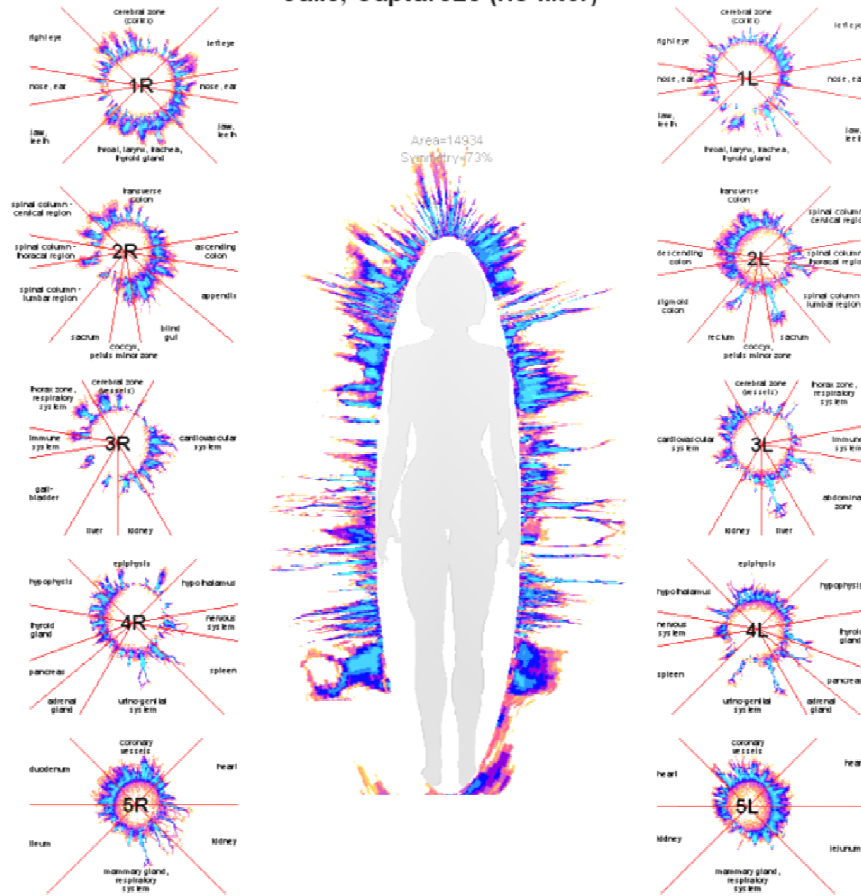 cerebral zone
(cortex)
right eye
left eye
nose, ear
1R
nose, ear
jaw,
teeth
jaw,
teeth
throat, larynx, trachea,
thyroid gland
cerebral zone
(cortex)
right eye
left eye
nose, ear
1L
nose, ear
jaw,
teeth
jaw,
teeth
throat, larynx, trachea,
thyroid gland
Area=14934
Symmetry=73%
transverse
colon
spinal column -
cervical region
spinal column -
thoracal region
2R
ascending
colon
spinal column -
lumbar region
appendix
blind
gut
sacrum
coccyx,
pelvis minor zone
transverse
colon
spinal column
cervical region
descending
colon
2L
spinal column
thoracal region
sigmoid
colon
spinal column
lumbar region
rectum
sacrum
coccyx,
pelvis minor zone
thorax zone,
respiratory
system
cerebral zone
(vessels)
immune
system
3R
cardiovascular
system
gall-
bladder
liver
kidney
cerebral zone
(vessels)
thorax zone,
respiratory
system
cardiovascular
system
3L
immune
system
abdominal
zone
kidney
liver
epiphysis
hypophysis
hypothalamus
thyroid
gland
4R
nervous
system
pancreas
spleen
adrenal
gland
urino-genital
system
epiphysis
hypothalamus
hypophysis
nervous
system
4L
thyroid
gland
spleen
pancreas
adrenal
gland
urino-genital
system
coronary
vessels
duodenum
heart
5R
ileum
kidney
mammary gland,
respiratory
system
coronary
vessels
heart
heart
5L
kidney
jejunum
mammary gland,
respiratory
system